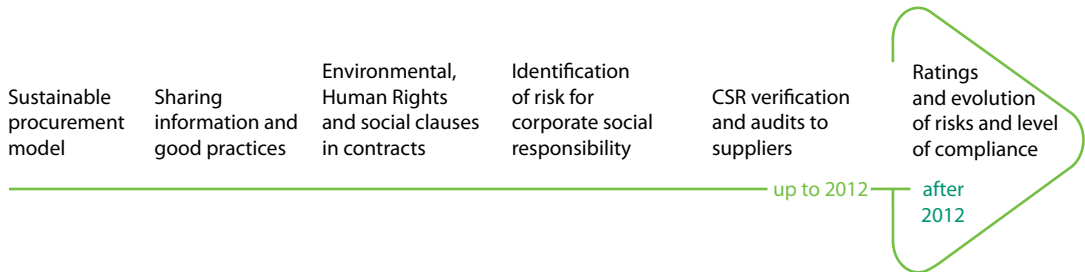 Sustainable
procurement
model
Sharing
information and
good practices
Environmental,
Human Rights
and social clauses
in contracts
Identification
of risk for
corporate social
responsibility
CSR verification
and audits to
suppliers
Ratings
and evolution
of risks and level
of compliance
up to 2012
after
2012